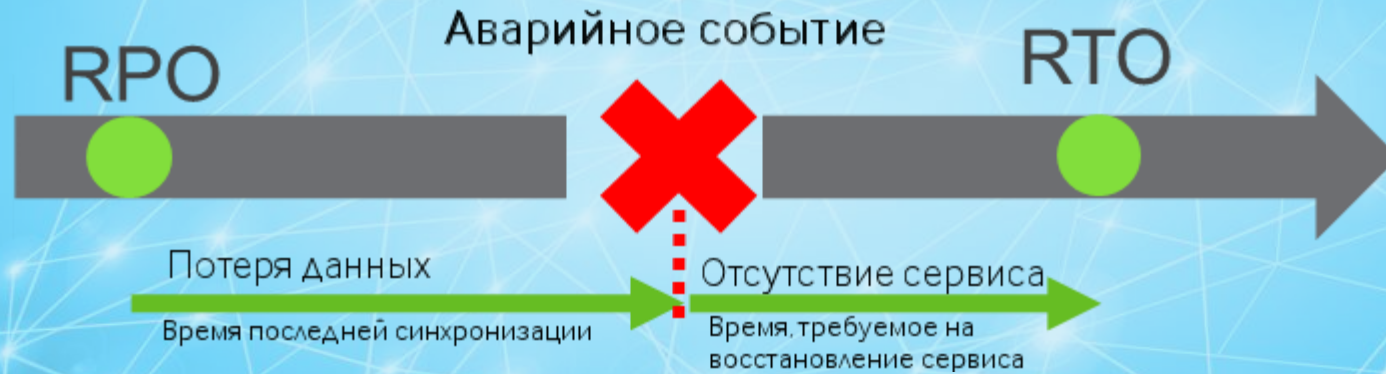 Аварийное событие
RPO
RTO
Потеря данных
Время последней синхронизации
Отсутствие сервиса
Время, требуемое на
восстановление сервиса